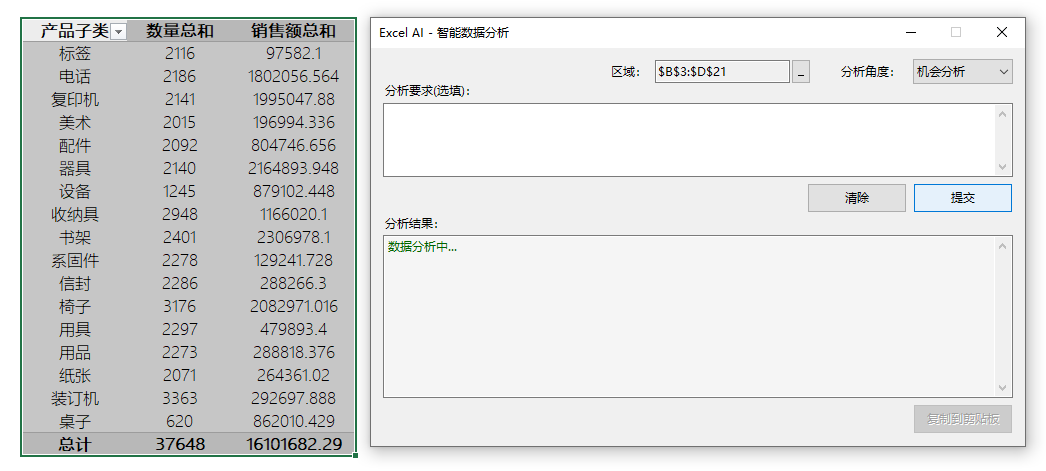 产品子类 数量总和 销售额总和
标签 2116 97582.1
电话 2186 1802056.564
复印机 2141 1995047.88
美术 2015 196994.336
配件 2092 804746.656
器具 2140 2164893.948
设备 1245 879102.448
收纳具 2948 1166020.1
书架 2401 2306978.1
系固件 2278 129241.728
信封 2286 288266.3
椅子 3176 2082971.016
用具 2297 479893.4
用品 2273 288818.376
纸张 2071 264361.02
装订机 3363 292697.888
桌子 620 862010.429
总计 37648 16101682.29
Excel AI - 智能数据分析
区域： $B$3:$D$21 _ 分析角度： 机会分析
分析要求(选填)：
清除 提交
分析结果：
数据分析中...
复制到剪贴板